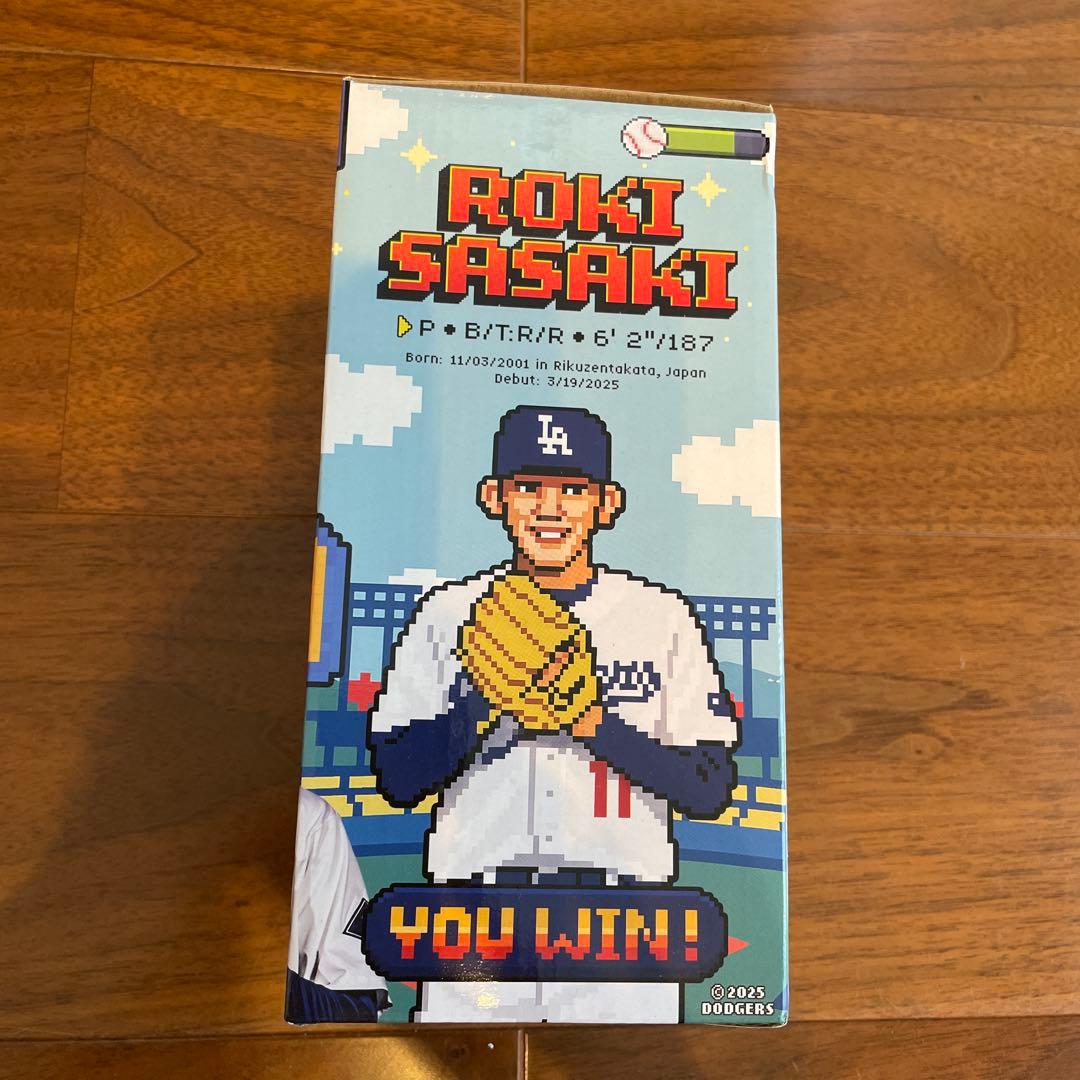 ROKI
SASAKI
P • B/T:R/R • 6' 2"/187
Born: 11/03/2001 in Rikuzentakata, Japan
Debut: 3/19/2025
LA
11
YOU WIN!
©2025
DODGERS